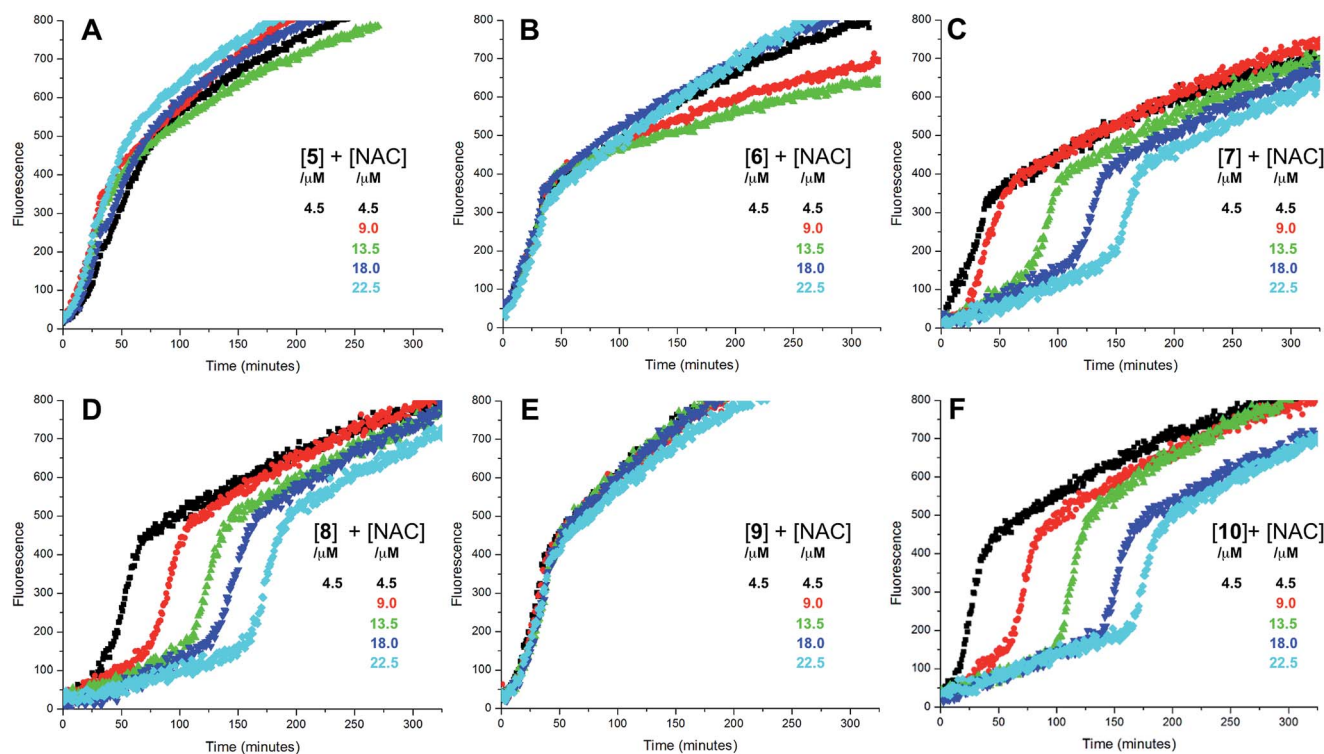 A
Fluorescence
800
700
600
500
400
300
200
100
0
[5] + [NAC]
/μM /μM
4.5 4.5
9.0
13.5
18.0
22.5
0 50 100 150 200 250 300
Time (minutes)
B
Fluorescence
800
700
600
500
400
300
200
100
0
[6] + [NAC]
/μM /μM
4.5 4.5
9.0
13.5
18.0
22.5
0 50 100 150 200 250 300
Time (minutes)
C
Fluorescence
800
700
600
500
400
300
200
100
0
[7] + [NAC]
/μM /μM
4.5 4.5
9.0
13.5
18.0
22.5
0 50 100 150 200 250 300
Time (minutes)
D
Fluorescence
800
700
600
500
400
300
200
100
0
[8] + [NAC]
/μM /μM
4.5 4.5
9.0
13.5
18.0
22.5
0 50 100 150 200 250 300
Time (minutes)
E
Fluorescence
800
700
600
500
400
300
200
100
0
[9] + [NAC]
/μM /μM
4.5 4.5
9.0
13.5
18.0
22.5
0 50 100 150 200 250 300
Time (minutes)
F
Fluorescence
800
700
600
500
400
300
200
100
0
[10]+ [NAC]
/μM /μM
4.5 4.5
9.0
13.5
18.0
22.5
0 50 100 150 200 250 300
Time (minutes)